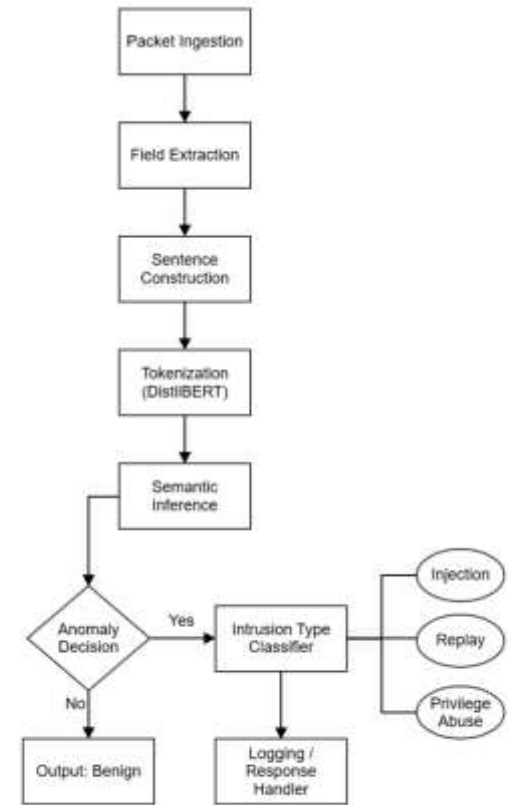 Packet Ingestion
Field Extraction
Sentence
Construction
Tokenization
(DistilBERT)
Semantic
Inference
Anomaly
Decision
Yes
No
Intrusion Type
Classifier
Injection
Replay
Privilege
Abuse
Output: Benign
Logging /
Response
Handler